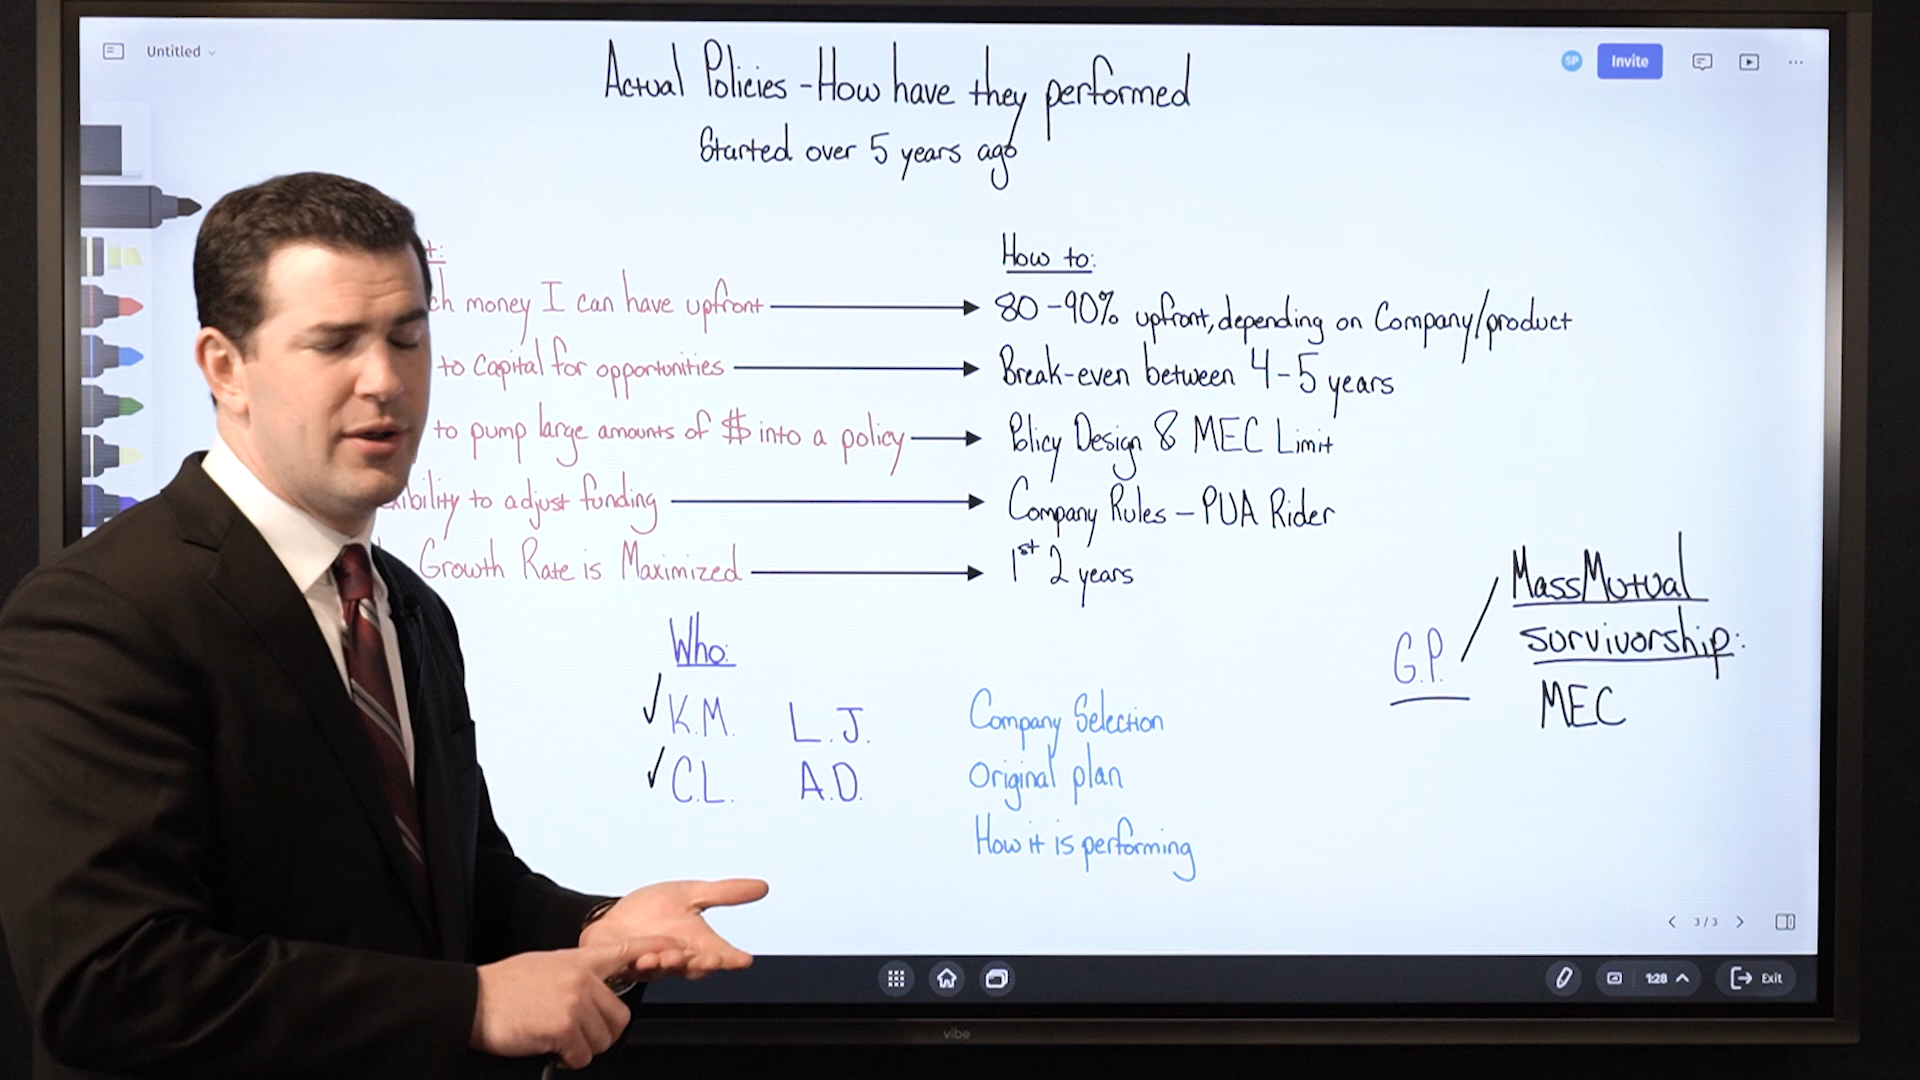 Untitled
SP
Invite
Actual Policies - How have they performed
Started over 5 years ago
t:
How to:
ch money I can have upfront
80-90% upfront, depending on Company/product
to Capital for opportunities
Break-even between 4-5 years
to pump large amounts of $ into a policy
Policy Design & MEC Limit
ibility to adjust funding
Company Rules - PUA Rider
Growth Rate is Maximized
1st 2 years
MassMutual
survivorship:
MEC
G.P.
Who:
K.M.
L.J.
C.L.
A.D.
Company Selection
Original plan
How it is performing
3/3
1:28
Exit
vibe